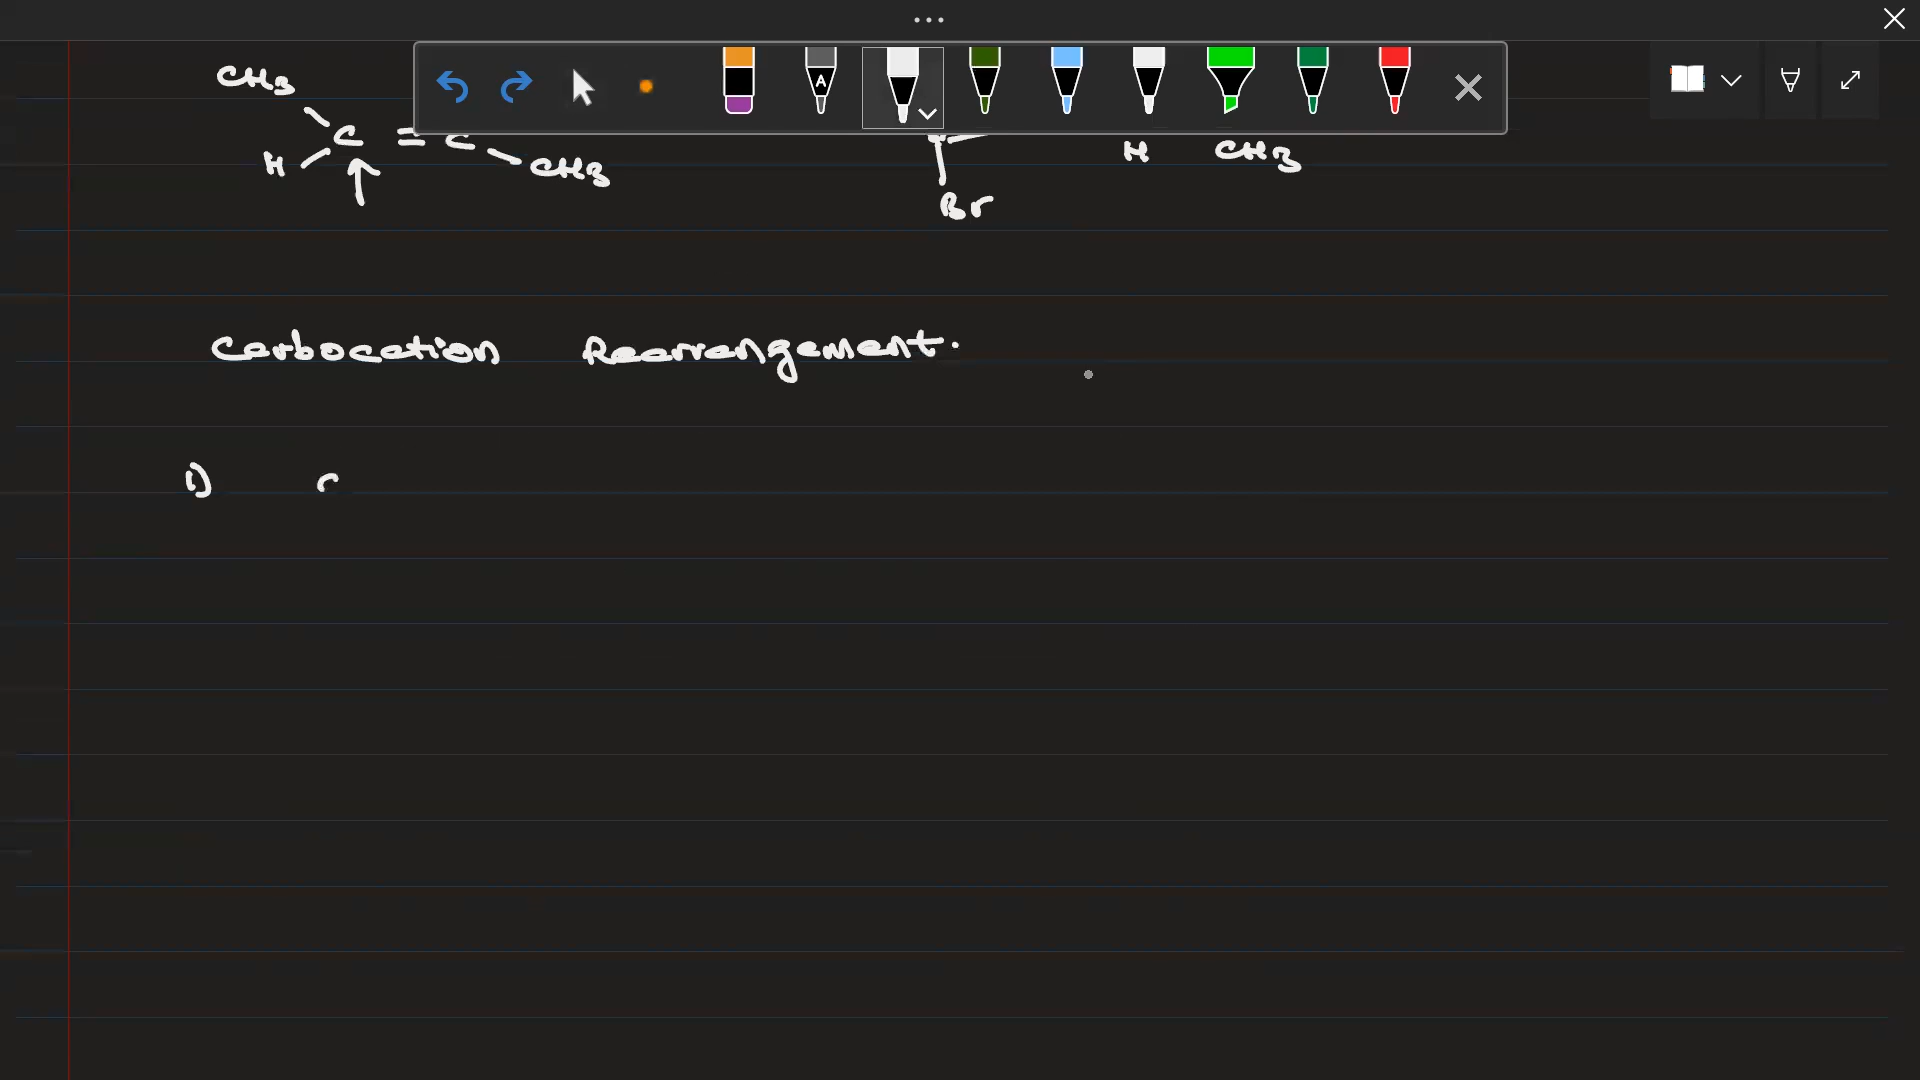 CH3
C = C
H CH3 H CH3
Br
Carbocation Rearrangement.
1) C